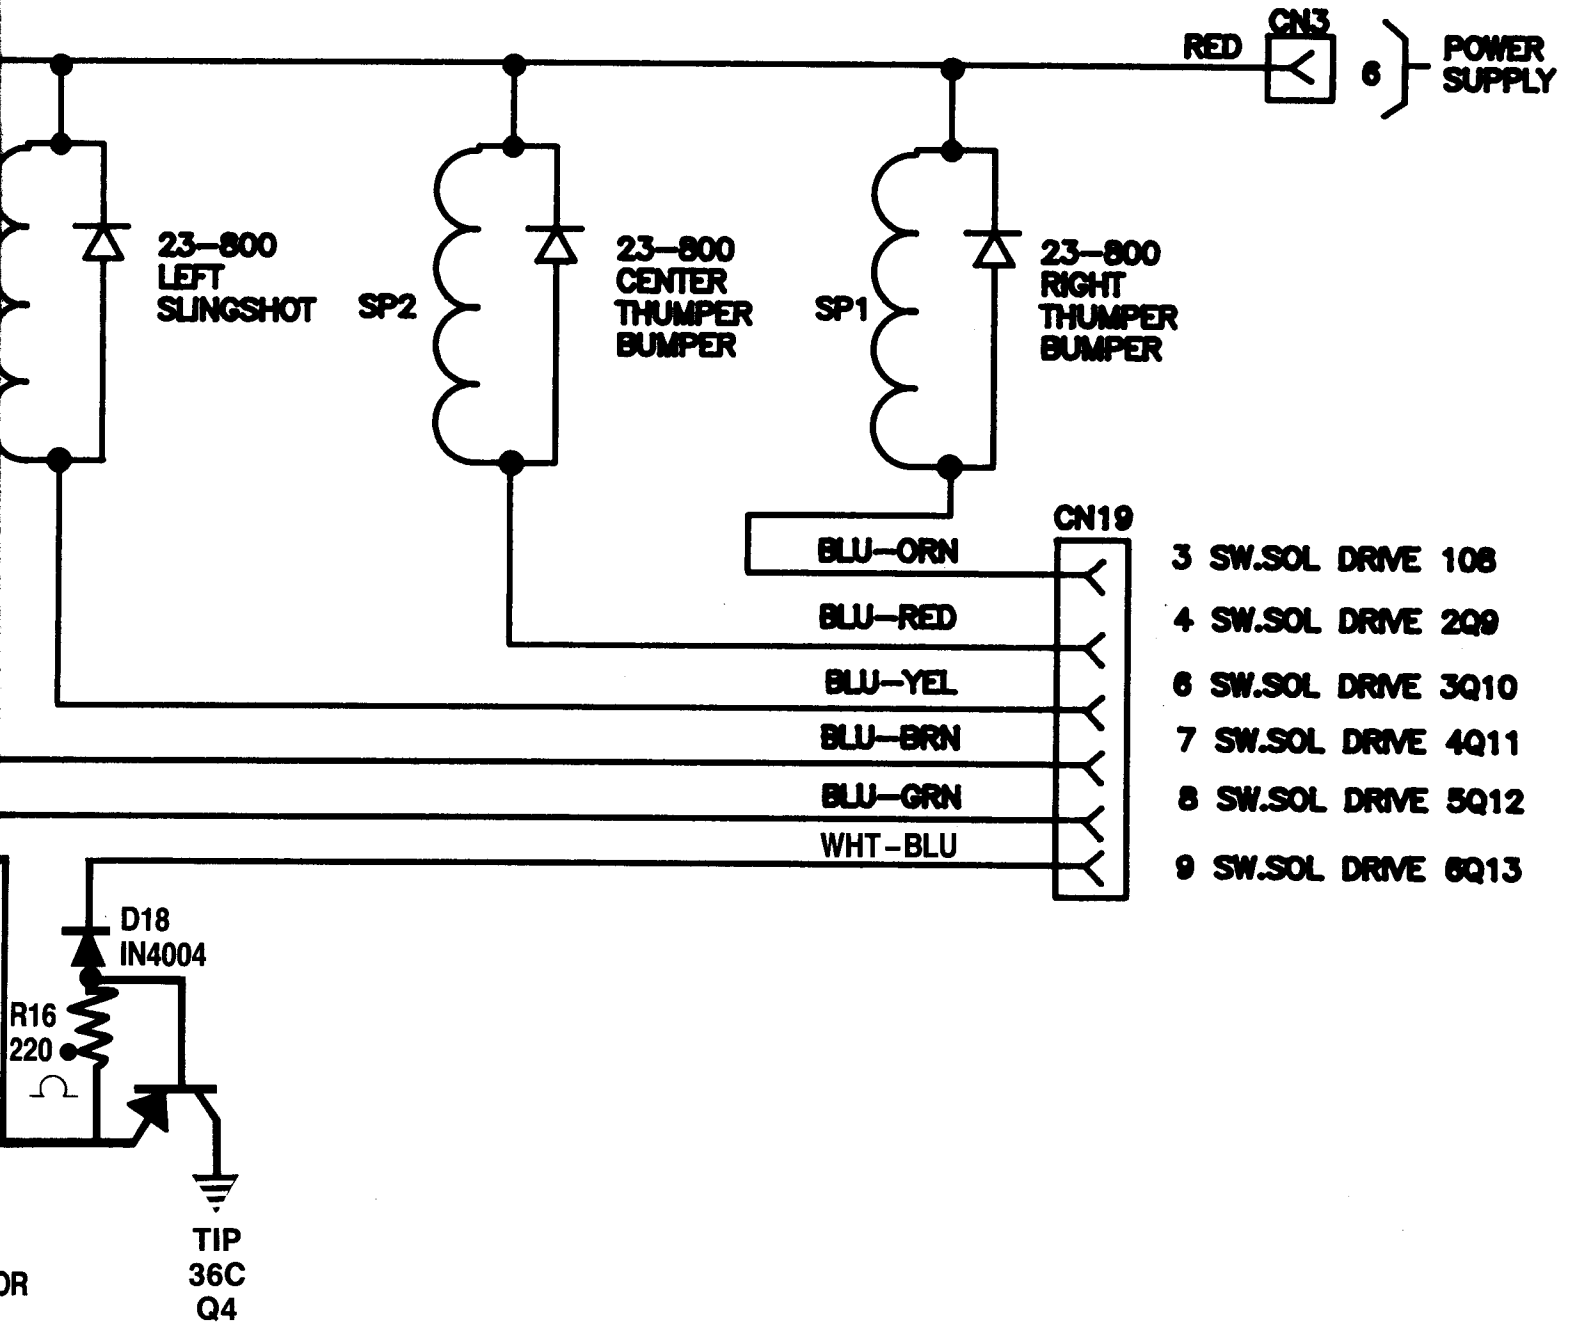 CN3
RED
6
POWER
SUPPLY
23-800
LEFT
SLINGSHOT
SP2
23-800
CENTER
THUMPER
BUMPER
SP1
23-800
RIGHT
THUMPER
BUMPER
CN19
BLU-ORN
3 SW.SOL DRIVE 108
BLU-RED
4 SW.SOL DRIVE 2Q9
BLU-YEL
6 SW.SOL DRIVE 3Q10
BLU-BRN
7 SW.SOL DRIVE 4Q11
BLU-GRN
8 SW.SOL DRIVE 5Q12
WHT-BLU
9 SW.SOL DRIVE 6Q13
D18
IN4004
R16
220
Ω
TIP
36C
Q4
OR